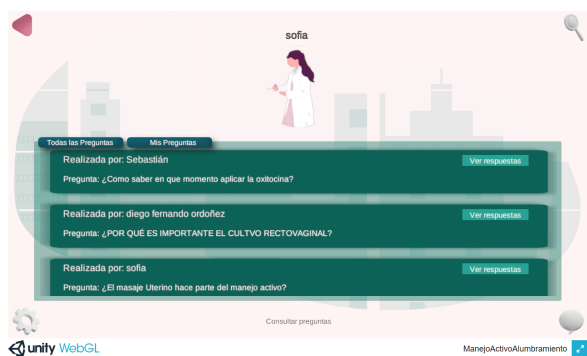 sofia
Todas las Preguntas
Mis Preguntas
Realizada por: Sebastián
Ver respuestas
Pregunta: ¿Como saber en que momento aplicar la oxitocina?
Realizada por: diego fernando ordoñez
Ver respuestas
Pregunta: ¿POR QUÉ ES IMPORTANTE EL CULTVO RECTOVAGINAL?
Realizada por: sofia
Ver respuestas
Pregunta: ¿El masaje Uterino hace parte del manejo activo?
Consultar preguntas
unity WebGL
ManejoActivoAlumbramiento